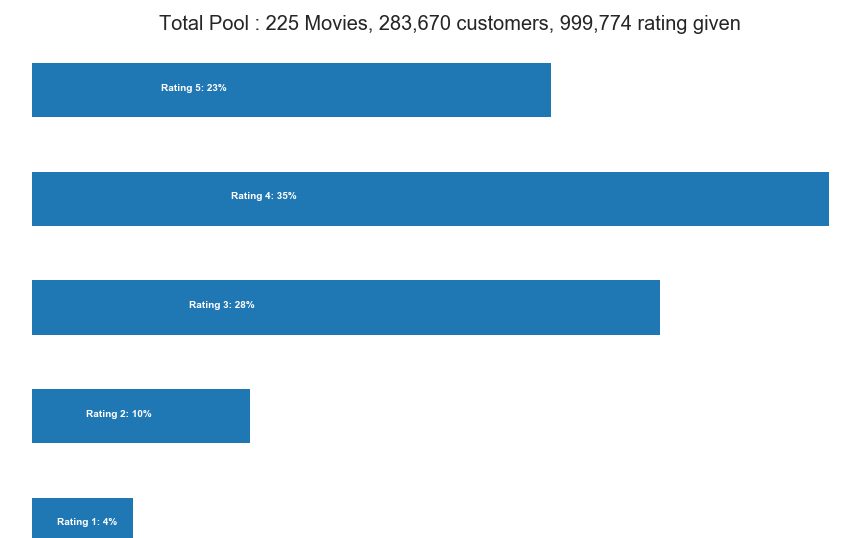 Total Pool : 225 Movies, 283,670 customers, 999,774 rating given
Rating 5: 23%
Rating 4: 35%
Rating 3: 28%
Rating 2: 10%
Rating 1: 4%